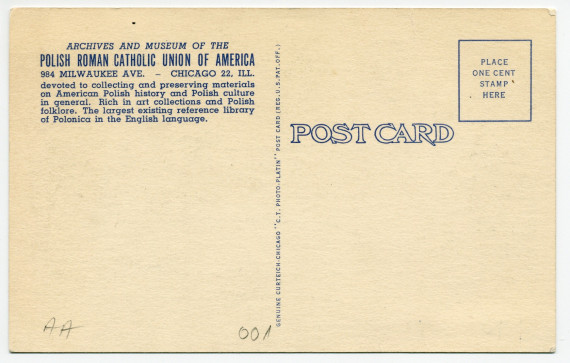 ARCHIVES AND MUSEUM OF THE
POLISH ROMAN CATHOLIC UNION OF AMERICA
984 MILWAUKEE AVE. – CHICAGO 22, ILL.
devoted to collecting and preserving materials
on American Polish history and Polish culture
in general. Rich in art collections and Polish
folklore. The largest existing reference library
of Polonica in the English language.
GENUINE CURTEICH-CHICAGO "C.T. PHOTO-PLATIN" POST CARD (REG. U.S. PAT. OFF.)
POST CARD
PLACE
ONE CENT
STAMP
HERE
AA
001